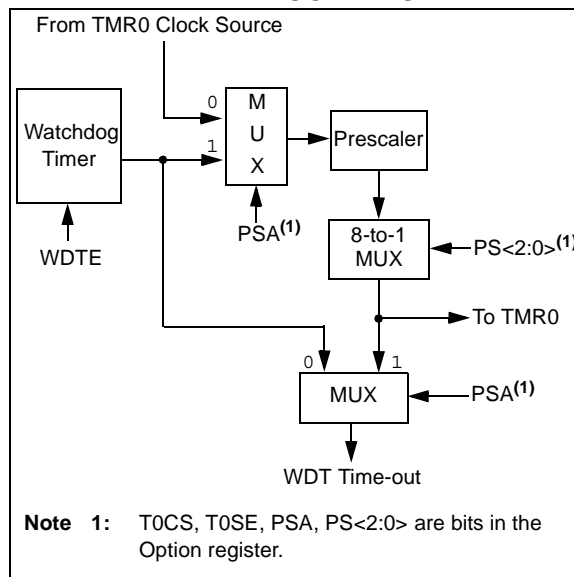 From TMR0 Clock Source
0
M
U
X
Watchdog
Timer
1
Prescaler
PSA(1)
WDTE
8-to-1
MUX
PS<2:0>(1)
To TMR0
0
1
MUX
PSA(1)
WDT Time-out
Note 1: T0CS, T0SE, PSA, PS<2:0> are bits in the
Option register.